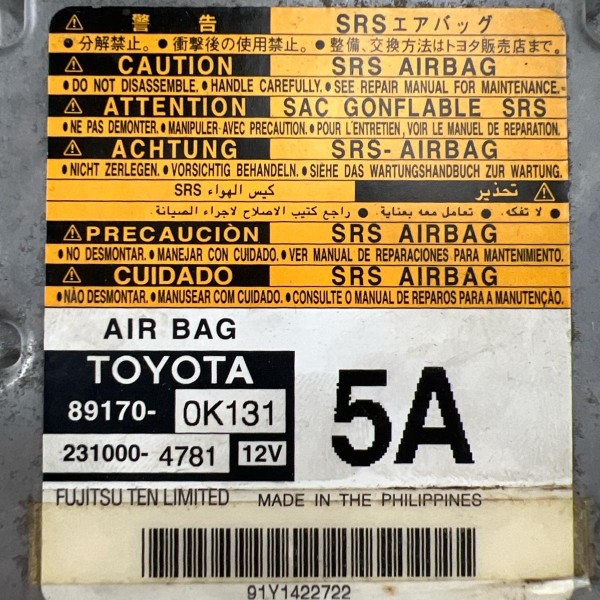 ⚠ 警告 SRSエアバッグ
●分解禁止。●衝撃後の使用禁止。●整備、交換方法はトヨタ販売店まで。
⚠ CAUTION SRS AIRBAG
●DO NOT DISASSEMBLE. ●HANDLE CAREFULLY. ●SEE REPAIR MANUAL FOR MAINTENANCE.
⚠ ATTENTION SAC GONFLABLE SRS
●NE PAS DEMONTER. ●MANIPULER AVEC PRECAUTION. ●POUR L'ENTRETIEN, VOIR LE MANUEL DE REPARATION.
⚠ ACHTUNG SRS-AIRBAG
●NICHT ZERLEGEN. ●VORSICHTIG BEHANDELN. ●SIEHE DAS WARTUNGSHANDBUCH ZUR WARTUNG.
⚠ تحذير كيس الهواء SRS
● لا تفكه. ● تعامل معه بعناية. ● راجع كتيب الاصلاح لاجراء الصيانة.
⚠ PRECAUCIÒN SRS AIRBAG
●NO DESMONTAR. ●MANEJAR CON CUIDADO. ●VER MANUAL DE REPARACIONES PARA MANTENIMIENTO.
⚠ CUIDADO SRS AIRBAG
●NÃO DESMONTAR. ●MANUSEAR COM CUIDADO. ●CONSULTE O MANUAL DE REPAROS PARA A MANUTENÇÃO.
AIR BAG
TOYOTA
89170-0K131
231000-4781 12V
5A
FUJITSU TEN LIMITED MADE IN THE PHILIPPINES
91Y1422722